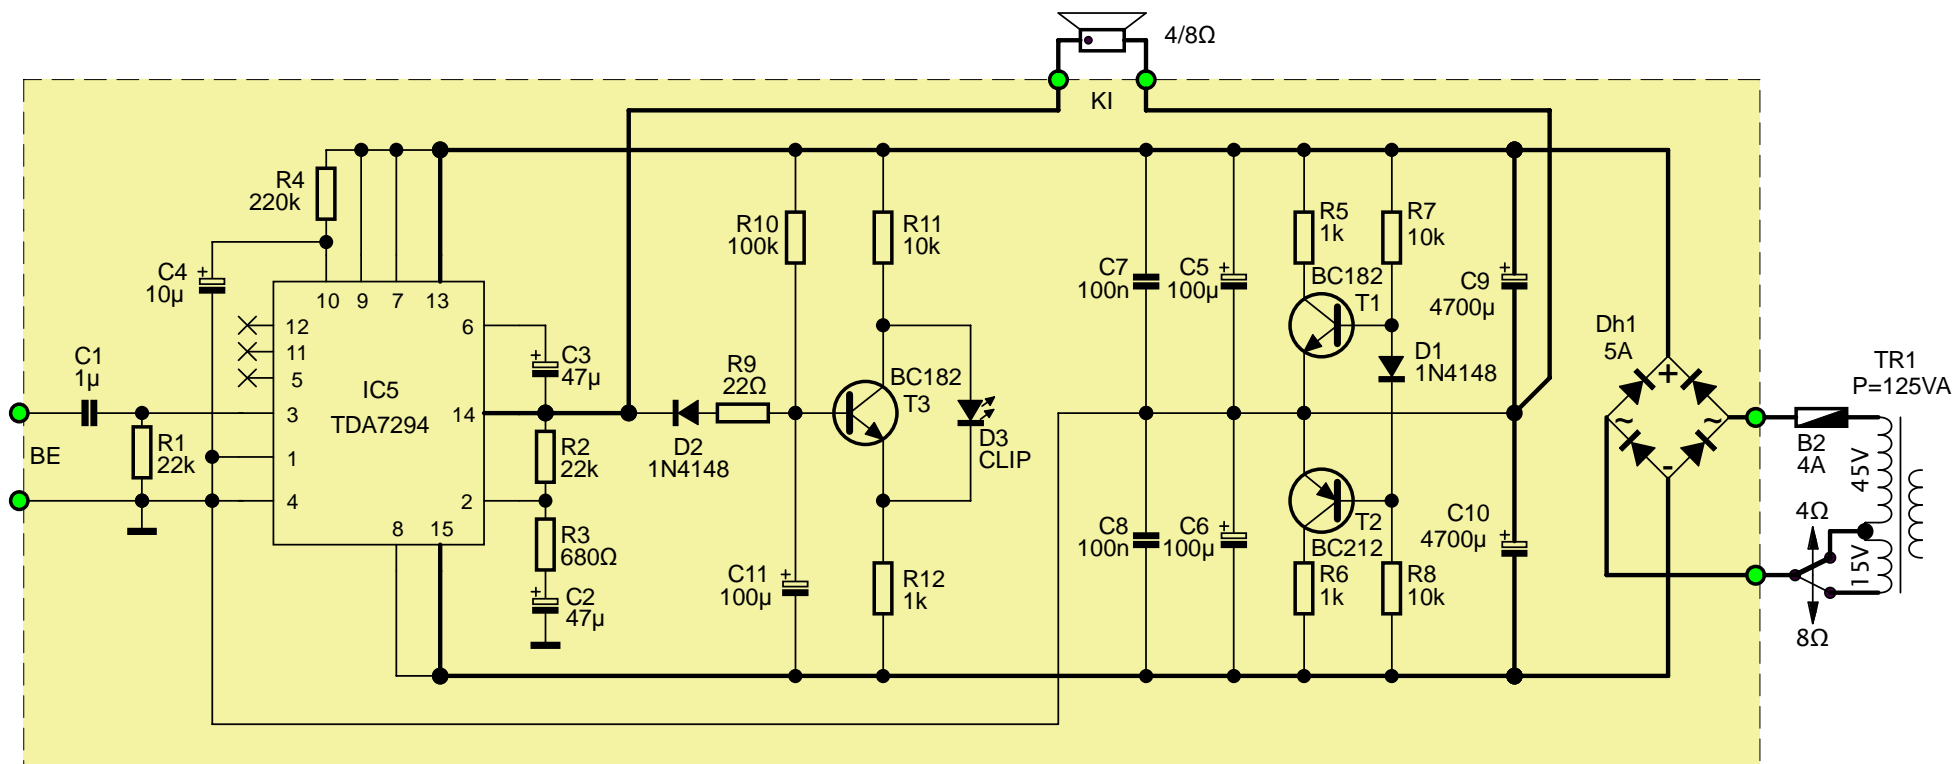 4/8Ω
KI
R4
220k
R10
100k
R11
10k
R5
1k
R7
10k
C4
10µ
+
C7
100n
C5
100µ
+
BC182
T1
C9
4700µ
+
10 9 7 13
12
11
5
3
1
4
6
14
2
8 15
IC5
TDA7294
C1
1µ
C3
47µ
+
R9
22Ω
BC182
T3
D1
1N4148
Dh1
5A
+
~
~
-
TR1
P=125VA
BE
R1
22k
R2
22k
D2
1N4148
D3
CLIP
B2
4A
45V
15V
4Ω
8Ω
R3
680Ω
C2
47µ
+
C11
100µ
+
R12
1k
C8
100n
C6
100µ
+
T2
BC212
R6
1k
R8
10k
C10
4700µ
+